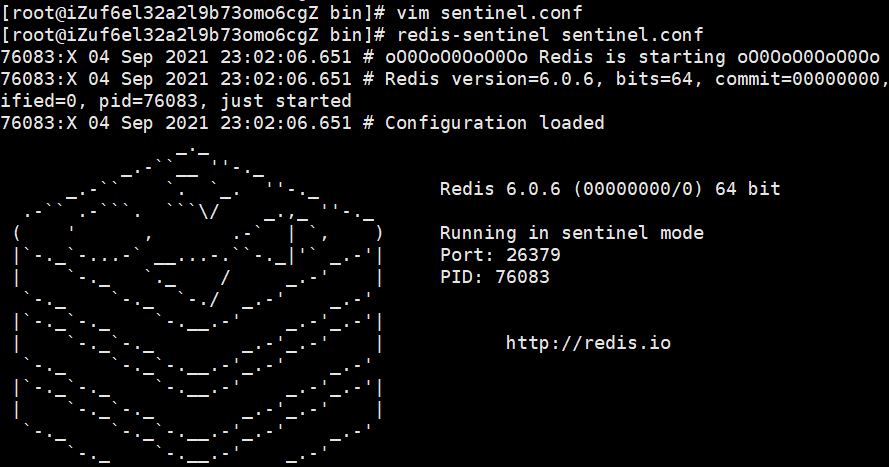 [root@iZuf6el32a2l9b73omo6cgZ bin]# vim sentinel.conf
[root@iZuf6el32a2l9b73omo6cgZ bin]# redis-sentinel sentinel.conf
76083:X 04 Sep 2021 23:02:06.651 # oO0OoO0OoO0Oo Redis is starting oO0OoO0OoO0Oo
76083:X 04 Sep 2021 23:02:06.651 # Redis version=6.0.6, bits=64, commit=00000000,
ified=0, pid=76083, just started
76083:X 04 Sep 2021 23:02:06.651 # Configuration loaded
Redis 6.0.6 (00000000/0) 64 bit
Running in sentinel mode
Port: 26379
PID: 76083
http://redis.io